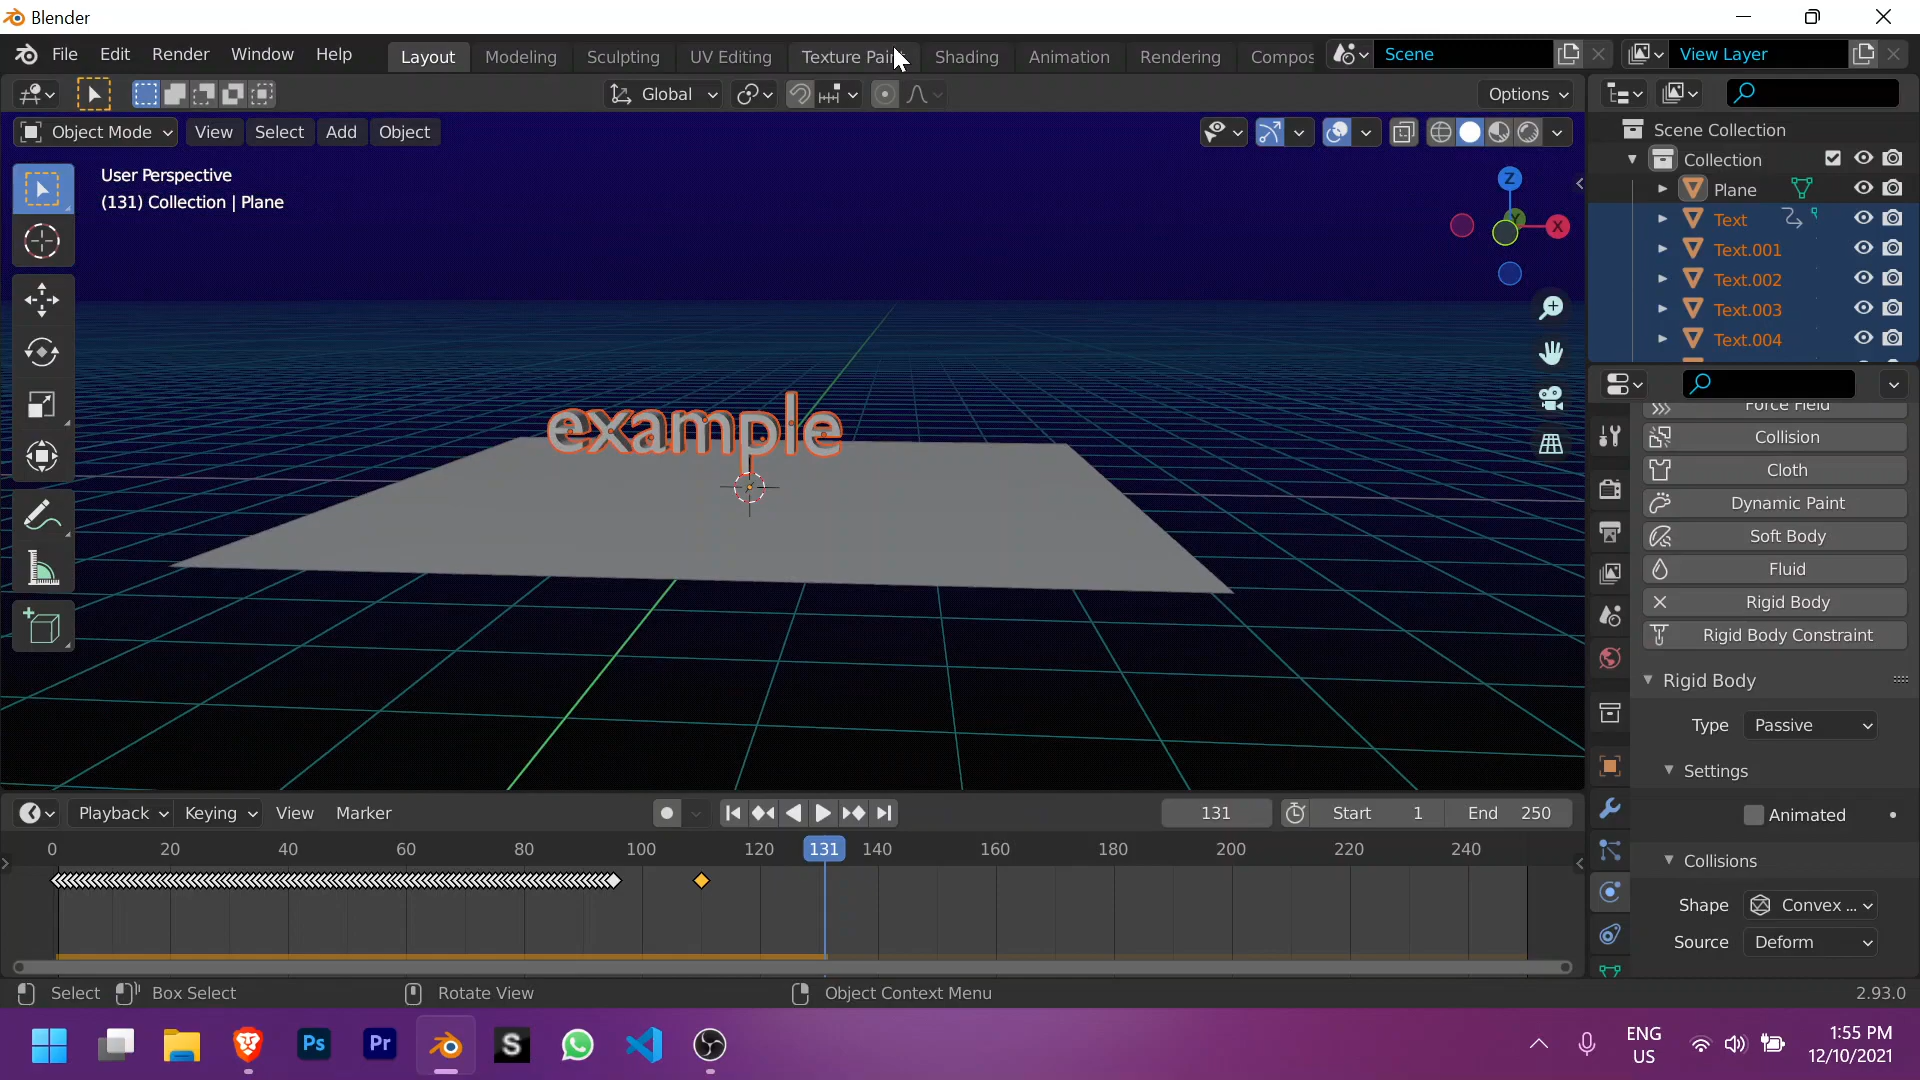 Blender
File Edit Render Window Help Layout Modeling Sculpting UV Editing Texture Paint Shading Animation Rendering Compos Scene View Layer
Global Options
Object Mode View Select Add Object
User Perspective
(131) Collection | Plane
Z
Y
X
example
Scene Collection
Collection
Plane
Text
Text.001
Text.002
Text.003
Text.004
Force Field
Collision
Cloth
Dynamic Paint
Soft Body
Fluid
Rigid Body
Rigid Body Constraint
Rigid Body
Type Passive
Settings
Animated
Collisions
Shape Convex ...
Source Deform
Playback Keying View Marker 131 Start 1 End 250
0 20 40 60 80 100 120 131 140 160 180 200 220 240
Select Box Select Rotate View Object Context Menu 2.93.0
Ps Pr S
ENG
US
1:55 PM
12/10/2021